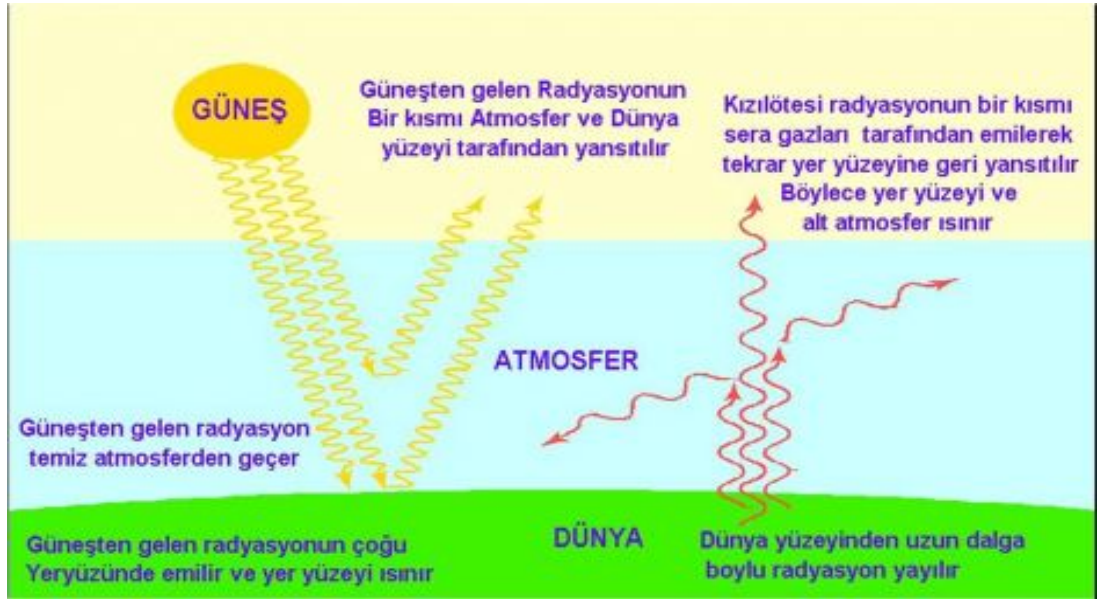 GÜNEŞ
Güneşten gelen Radyasyonun
Bir kısmı Atmosfer ve Dünya
yüzeyi tarafından yansıtılır
Kızılötesi radyasyonun bir kısmı
sera gazları tarafından emilerek
tekrar yer yüzeyine geri yansıtılır
Böylece yer yüzeyi ve
alt atmosfer ısınır
ATMOSFER
Güneşten gelen radyasyon
temiz atmosferden geçer
DÜNYA
Güneşten gelen radyasyonun çoğu
Yeryüzünde emilir ve yer yüzeyi ısınır
Dünya yüzeyinden uzun dalga
boylu radyasyon yayılır